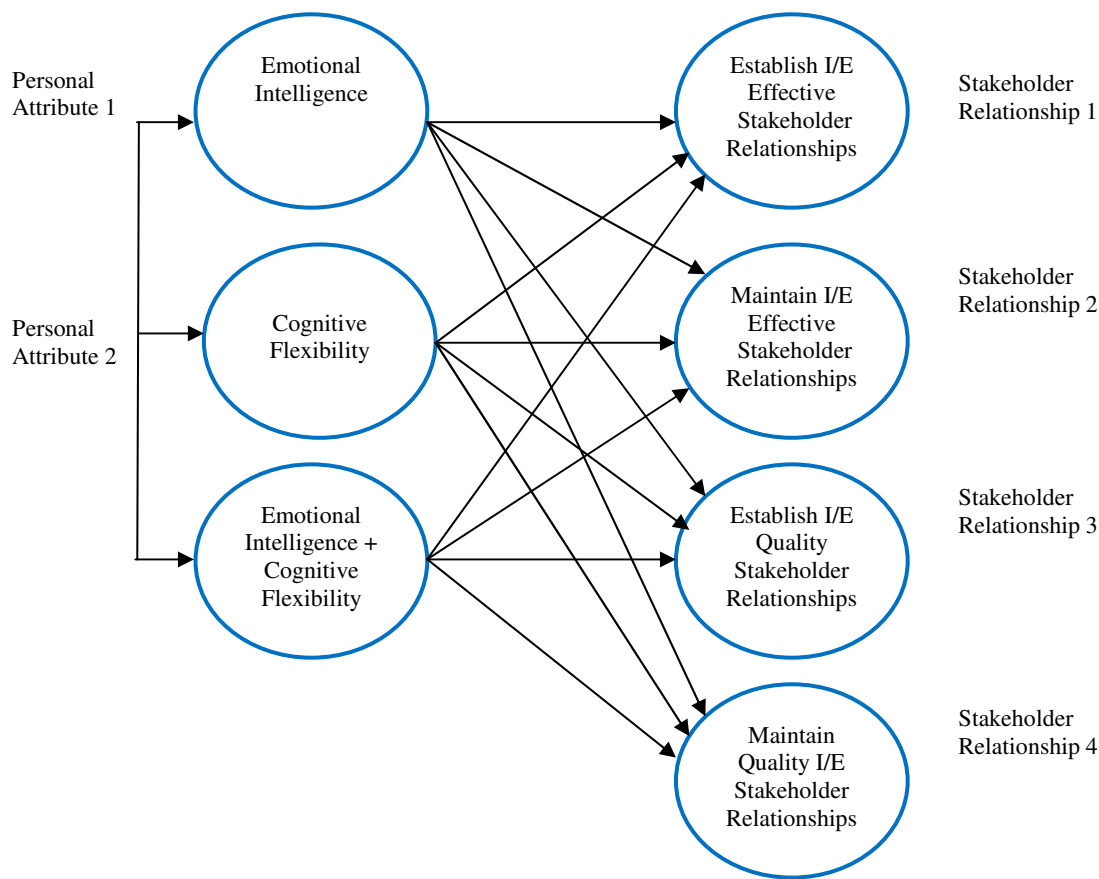 Personal
Attribute 1
Emotional
Intelligence
Establish I/E
Effective
Stakeholder
Relationships
Stakeholder
Relationship 1
Personal
Attribute 2
Cognitive
Flexibility
Maintain I/E
Effective
Stakeholder
Relationships
Stakeholder
Relationship 2
Emotional
Intelligence +
Cognitive
Flexibility
Establish I/E
Quality
Stakeholder
Relationships
Stakeholder
Relationship 3
Maintain
Quality I/E
Stakeholder
Relationships
Stakeholder
Relationship 4